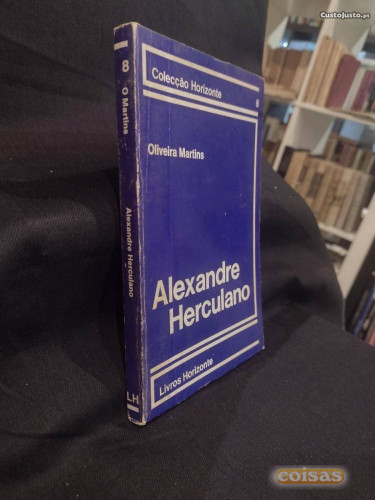 CustoJusto.pt
8
O Martins
Alexandre Herculano
LH
Colecção Horizonte
8
Oliveira Martins
Alexandre
Herculano
Livros Horizonte
coisas